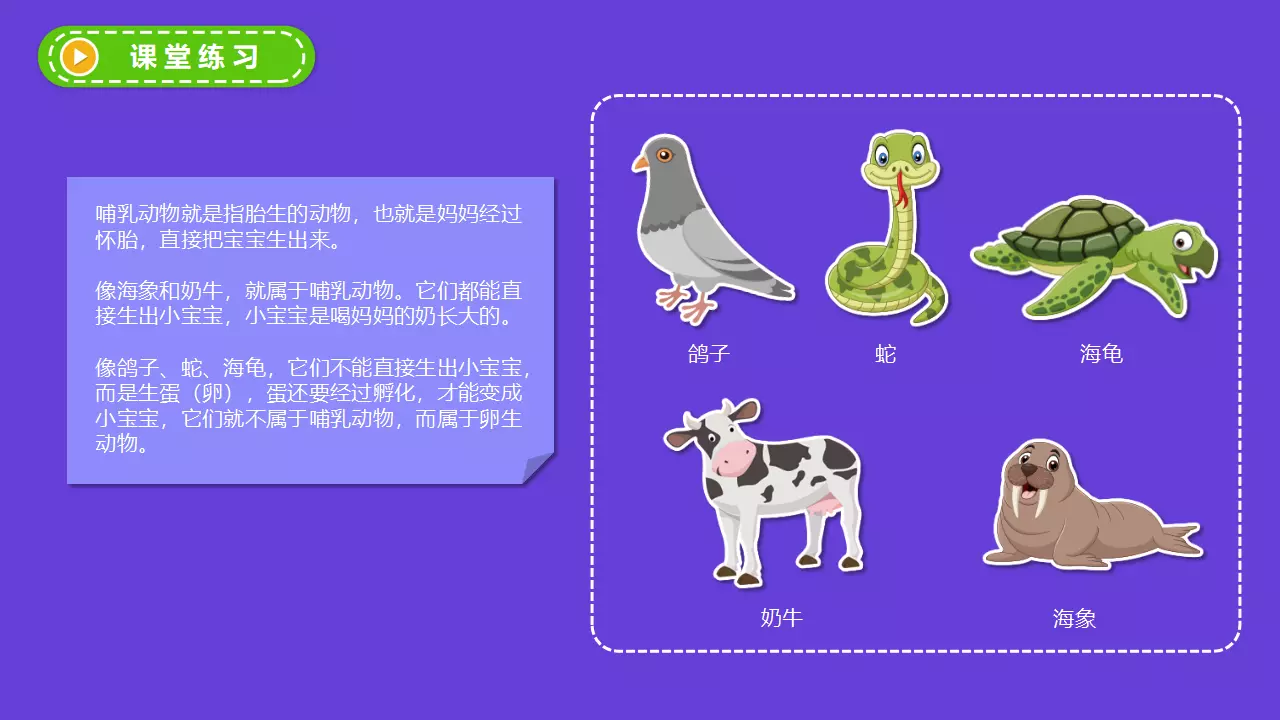 课堂练习
哺乳动物就是指胎生的动物，也就是妈妈经过
怀胎，直接把宝宝生出来。
像海象和奶牛，就属于哺乳动物。它们都能直
接生出小宝宝，小宝宝是喝妈妈的奶长大的。
像鸽子、蛇、海龟，它们不能直接生出小宝宝，
而是生蛋（卵），蛋还要经过孵化，才能变成
小宝宝，它们就不属于哺乳动物，而属于卵生
动物。
鸽子
蛇
海龟
奶牛
海象